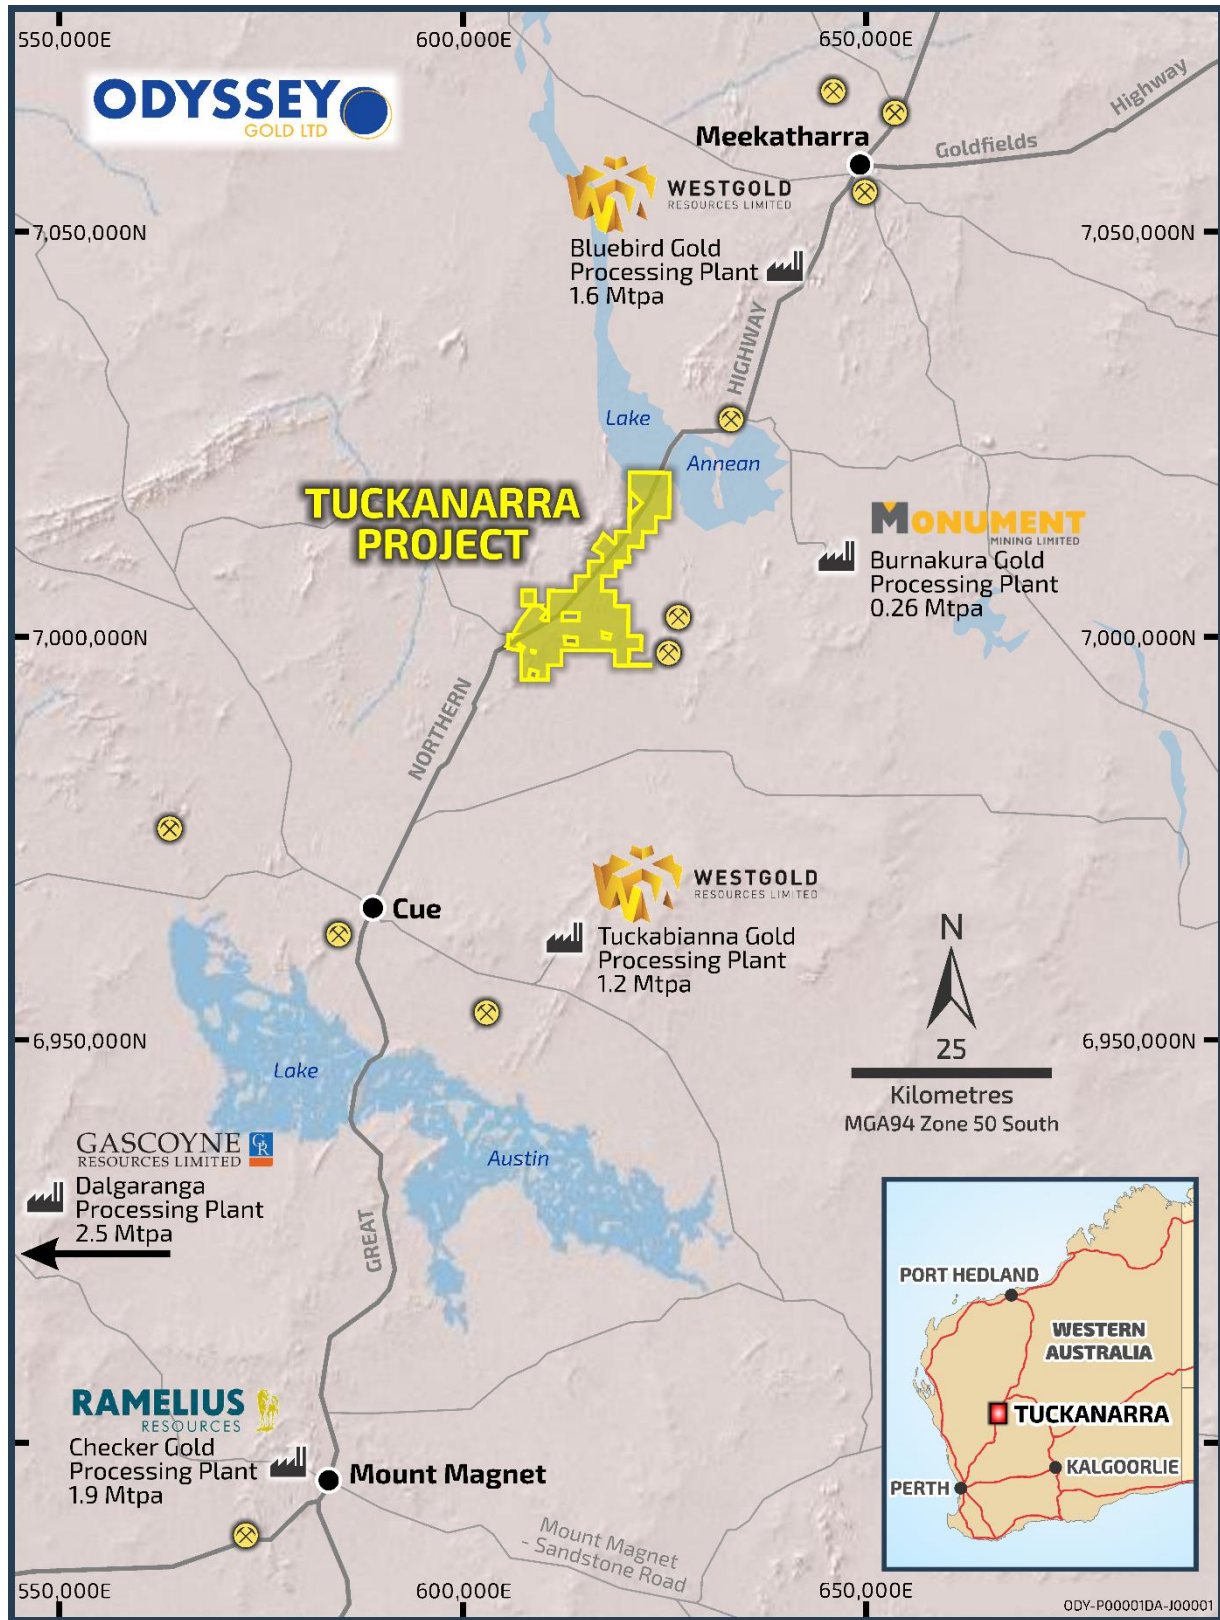 550,000E
600,000E
650,000E
ODYSSEY
GOLD LTD
Meekatharra
Goldfields
Highway
WESTGOLD
RESOURCES LIMITED
Bluebird Gold
Processing Plant
1.6 Mtpa
7,050,000N
7,050,000N
HIGHWAY
Lake
Annean
TUCKANARRA
PROJECT
MONUMENT
MINING LIMITED
Burnakura Gold
Processing Plant
0.26 Mtpa
7,000,000N
7,000,000N
NORTHERN
WESTGOLD
RESOURCES LIMITED
Tuckabianna Gold
Processing Plant
1.2 Mtpa
Cue
N
25
Kilometres
MGA94 Zone 50 South
6,950,000N
6,950,000N
Lake
Austin
GASCOYNE
RESOURCES LIMITED
GR
Dalgaranga
Processing Plant
2.5 Mtpa
GREAT
PORT HEDLAND
WESTERN
AUSTRALIA
TUCKANARRA
KALGOORLIE
PERTH
RAMELIUS
RESOURCES
Checker Gold
Processing Plant
1.9 Mtpa
Mount Magnet
Mount Magnet
- Sandstone Road
550,000E
600,000E
650,000E
ODY-P00001DA-J00001